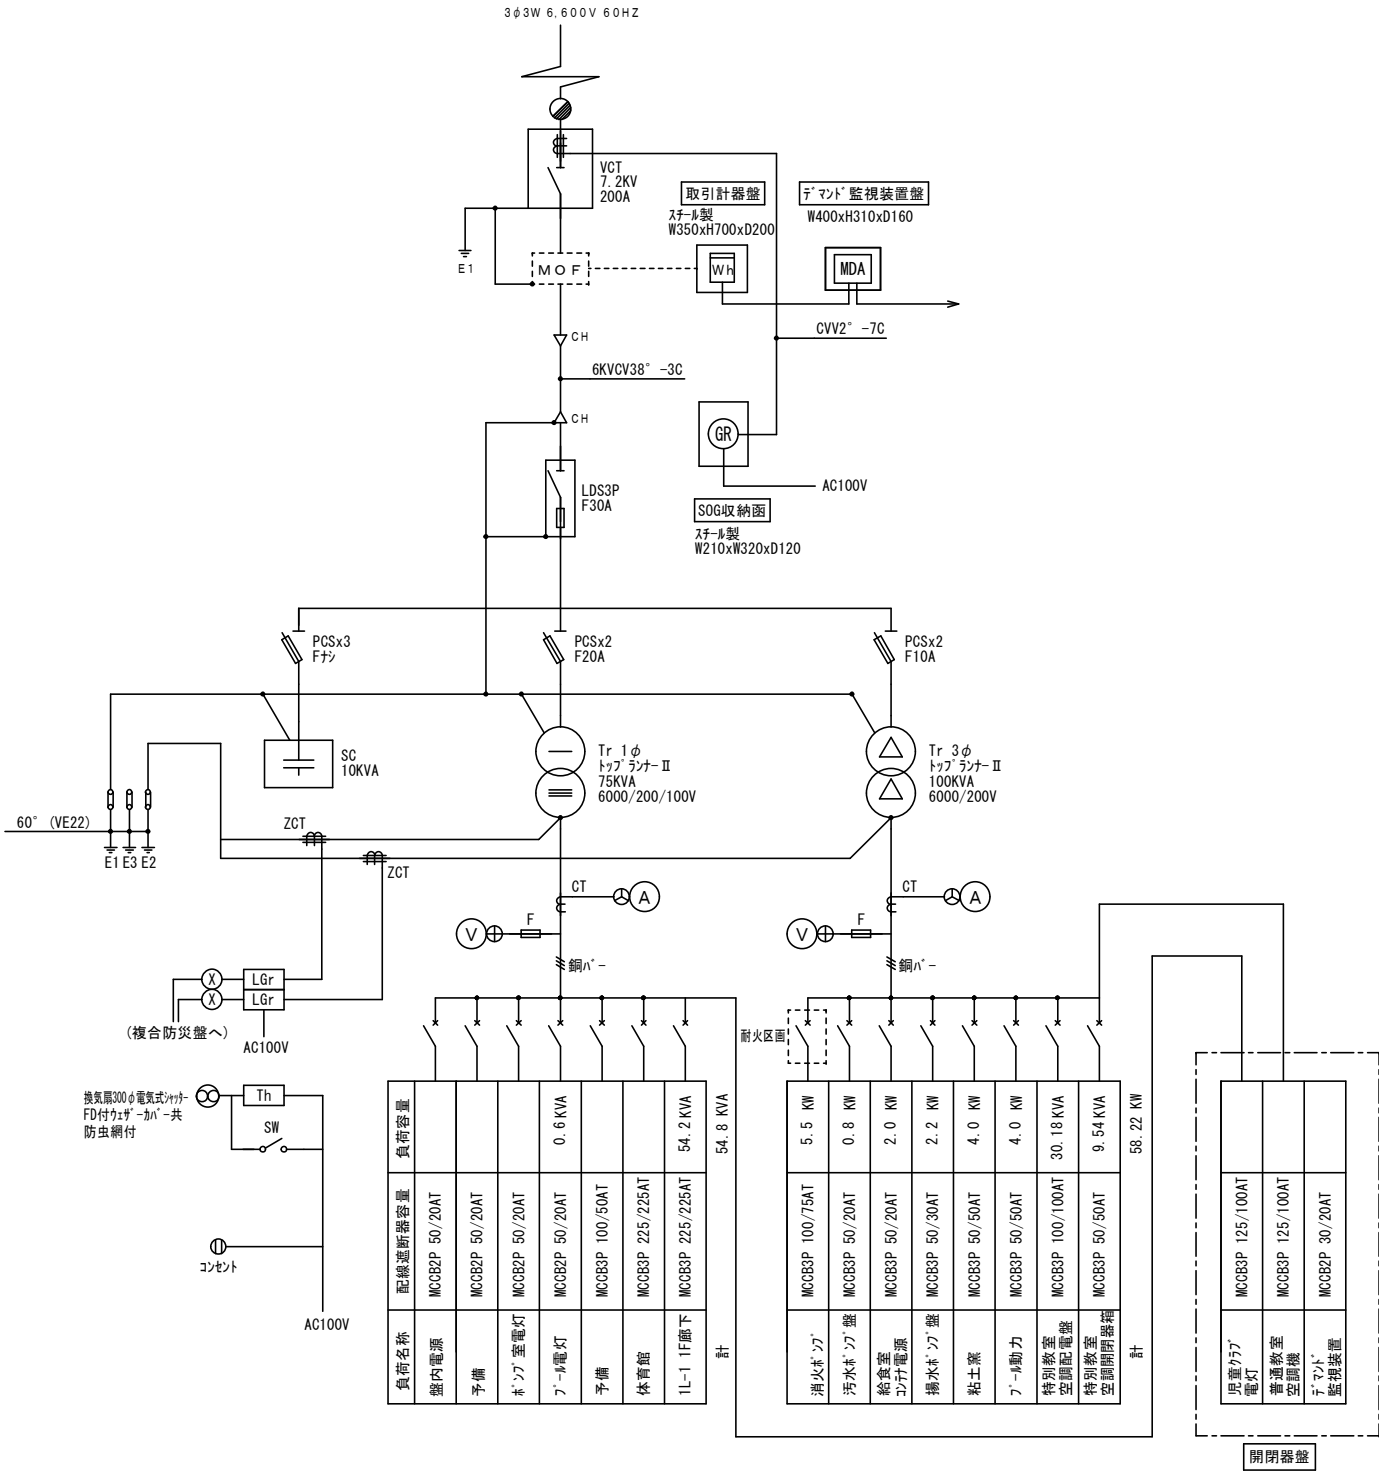 3φ3W 6,600V 60HZ
VCT
7.2KV
200A
取引計器盤
スチール製
W350xH700xD200
デマンド監視装置盤
W400xH310xD160
E1
MOF
Wh
MDA
CH
CVV2°-7C
6KVCV38°-3C
CH
GR
AC100V
LDS3P
F30A
SOG収納函
スチール製
W210xW320xD120
PCSx3
Fナシ
PCSx2
F20A
PCSx2
F10A
SC
10KVA
Tr 1φ
トップランナーⅡ
75KVA
6000/200/100V
Tr 3φ
トップランナーⅡ
100KVA
6000/200V
60°(VE22)
E1 E3 E2
ZCT
ZCT
CT
A
V
F
銅バー
CT
A
V
F
銅バー
X
LGr
X
LGr
(複合防災盤へ)
AC100V
換気扇300φ電気式シャッター
FD付ウェザーカバー共
防虫網付
Th
SW
コンセント
AC100V
耐火区画
負荷名称 配線遮断器容量 負荷容量
盤内電源 MCCB2P 50/20AT
予備 MCCB2P 50/20AT
ポンプ室電灯 MCCB2P 50/20AT
プール電灯 MCCB2P 50/20AT 0.6KVA
予備 MCCB3P 100/50AT
体育館 MCCB3P 225/225AT
1L-1 1F廊下 MCCB3P 225/225AT 54.2KVA
計 54.8 KVA
消火ポンプ MCCB3P 100/75AT 5.5 KW
汚水ポンプ盤 MCCB3P 50/20AT 0.8 KW
給食室
コンテナ電源 MCCB3P 50/20AT 2.0 KW
揚水ポンプ盤 MCCB3P 50/30AT 2.2 KW
粘土窯 MCCB3P 50/50AT 4.0 KW
プール動力 MCCB3P 50/50AT 4.0 KW
特別教室
空調配電盤 MCCB3P 100/100AT 30.18KVA
特別教室
空調開閉器箱 MCCB3P 50/50AT 9.54KVA
計 58.22 KW
児童クラブ
電灯 MCCB3P 125/100AT
普通教室
空調機 MCCB3P 125/100AT
デマンド
監視装置 MCCB2P 30/20AT
開閉器盤